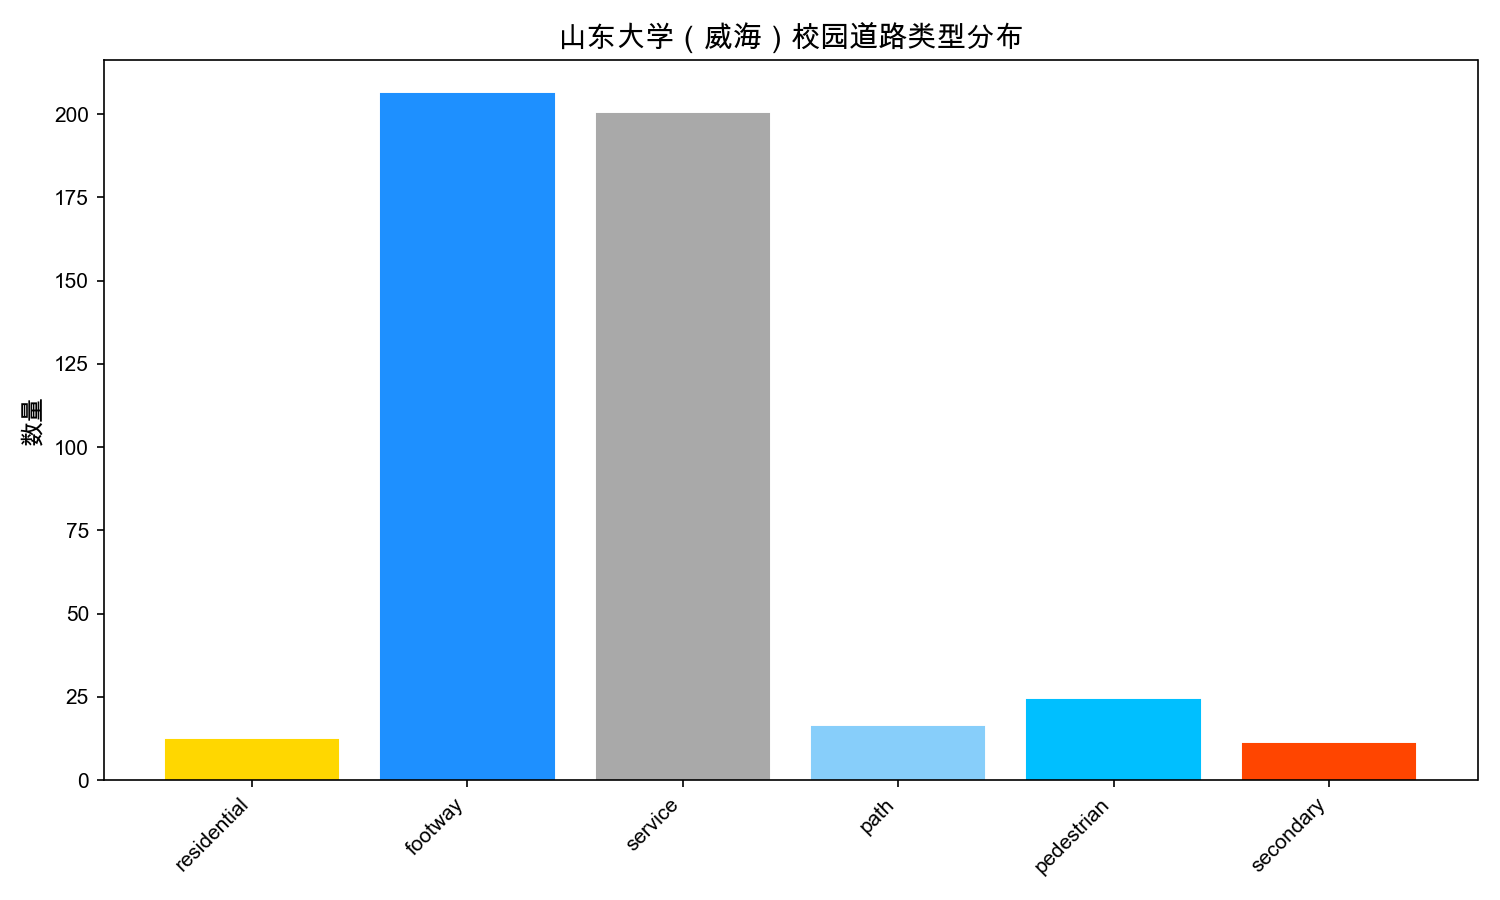 山东大学（威海）校园道路类型分布
数量
200
175
150
125
100
75
50
25
0
residential
footway
service
path
pedestrian
secondary